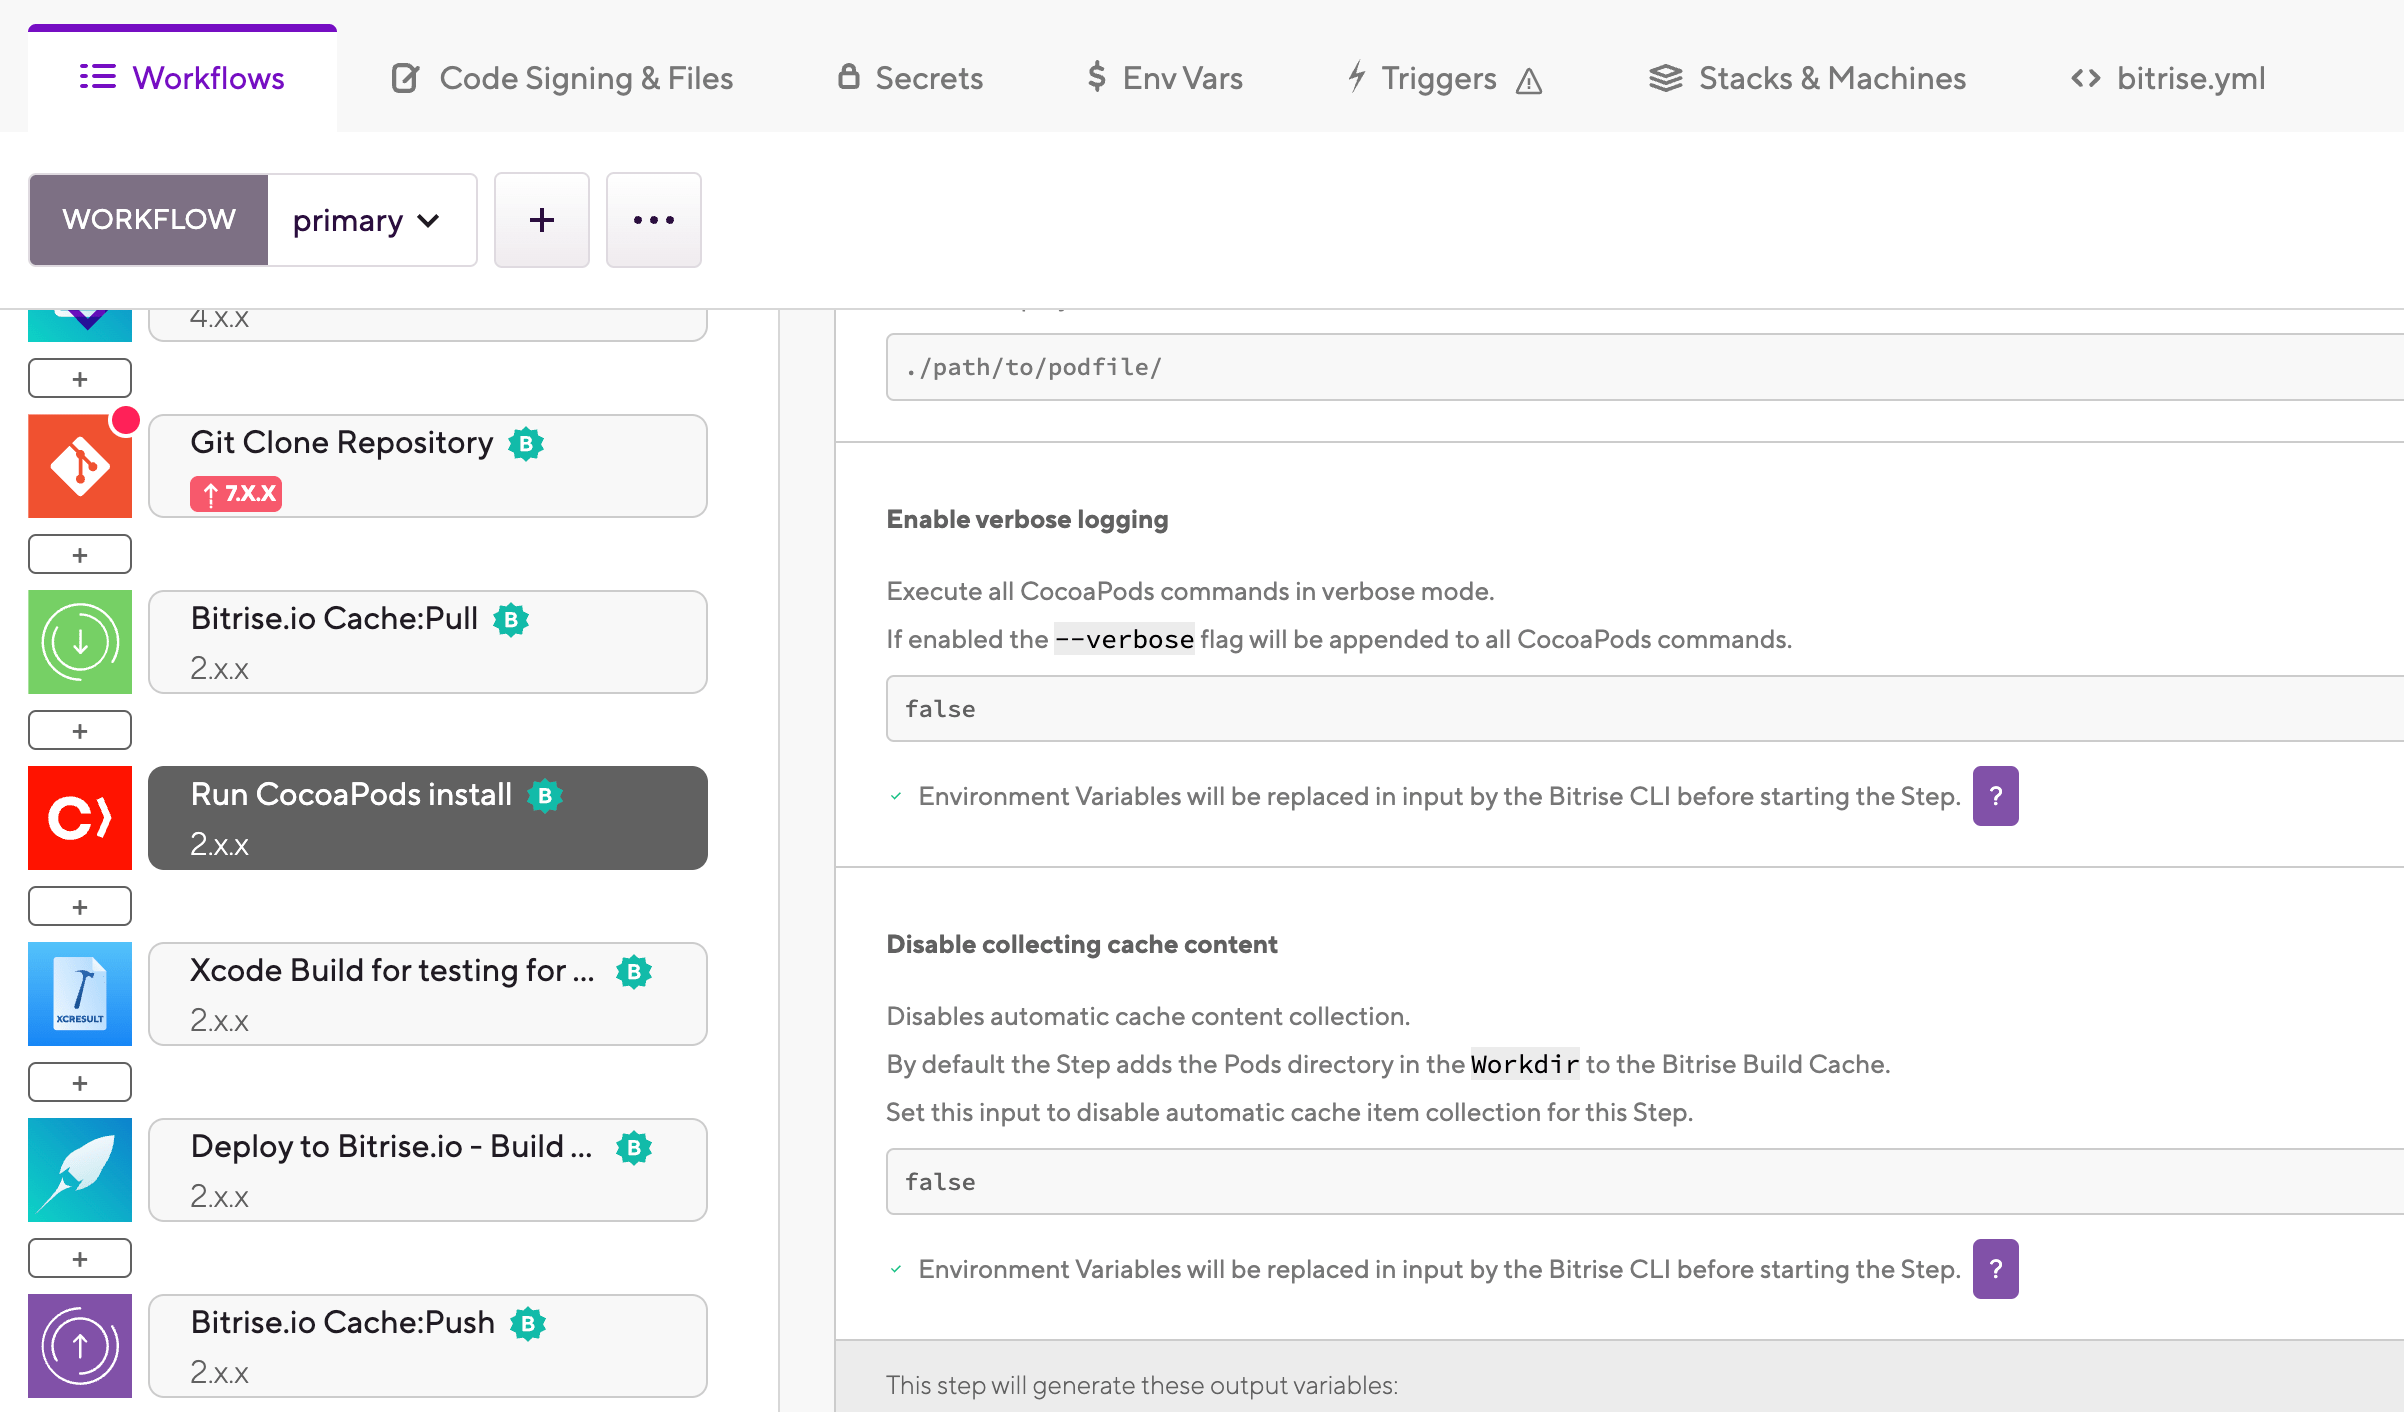 Workflows
Code Signing & Files
Secrets
$ Env Vars
Triggers
Stacks & Machines
<> bitrise.yml
WORKFLOW
primary
+
...
4.x.x
+
Git Clone Repository B
7.X.X
+
Bitrise.io Cache:Pull B
2.x.x
+
Run CocoaPods install B
2.x.x
+
XCRESULT
Xcode Build for testing for ... B
2.x.x
+
Deploy to Bitrise.io - Build ... B
2.x.x
+
Bitrise.io Cache:Push B
2.x.x
./path/to/podfile/
Enable verbose logging
Execute all CocoaPods commands in verbose mode.
If enabled the --verbose flag will be appended to all CocoaPods commands.
false
Environment Variables will be replaced in input by the Bitrise CLI before starting the Step. ?
Disable collecting cache content
Disables automatic cache content collection.
By default the Step adds the Pods directory in the Workdir to the Bitrise Build Cache.
Set this input to disable automatic cache item collection for this Step.
false
Environment Variables will be replaced in input by the Bitrise CLI before starting the Step. ?
This step will generate these output variables: